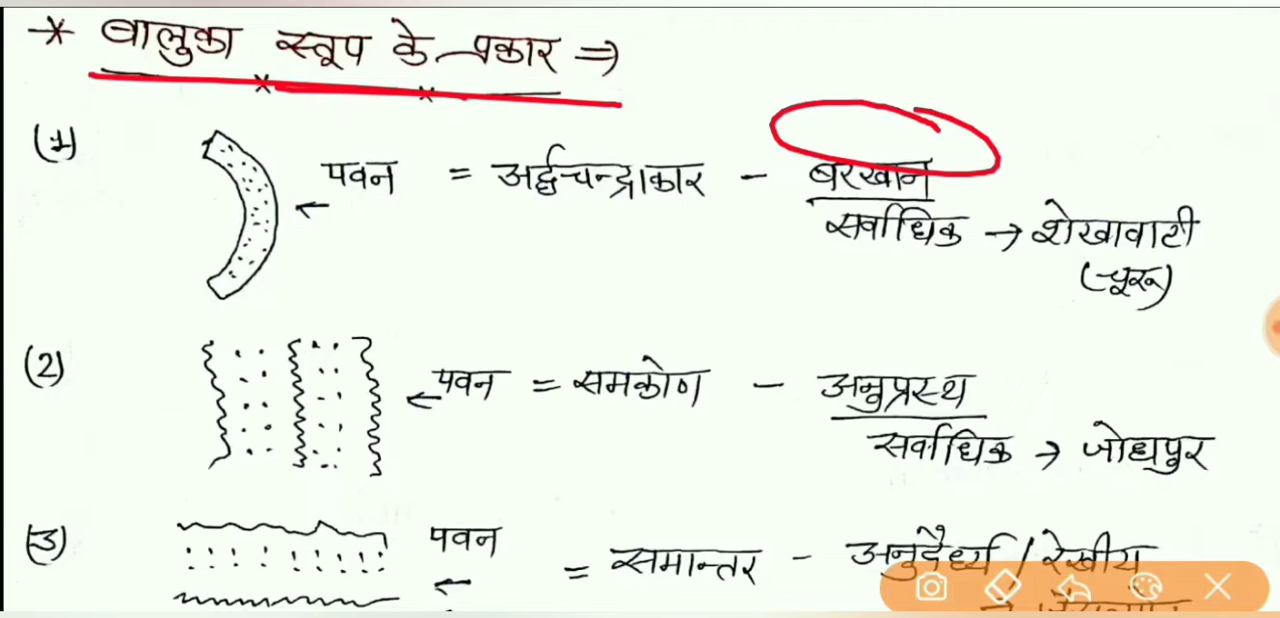 * बालुका स्तूप के प्रकार ⇒
(1) ← पवन = अर्द्धचन्द्राकार - बरखान
सर्वाधिक → शेखावाटी
(चूरू)
(2) ← पवन = समकोण - अनुप्रस्थ
सर्वाधिक → जोधपुर
(3) ← पवन = समान्तर - अनुदैर्ध्य / रेखीय